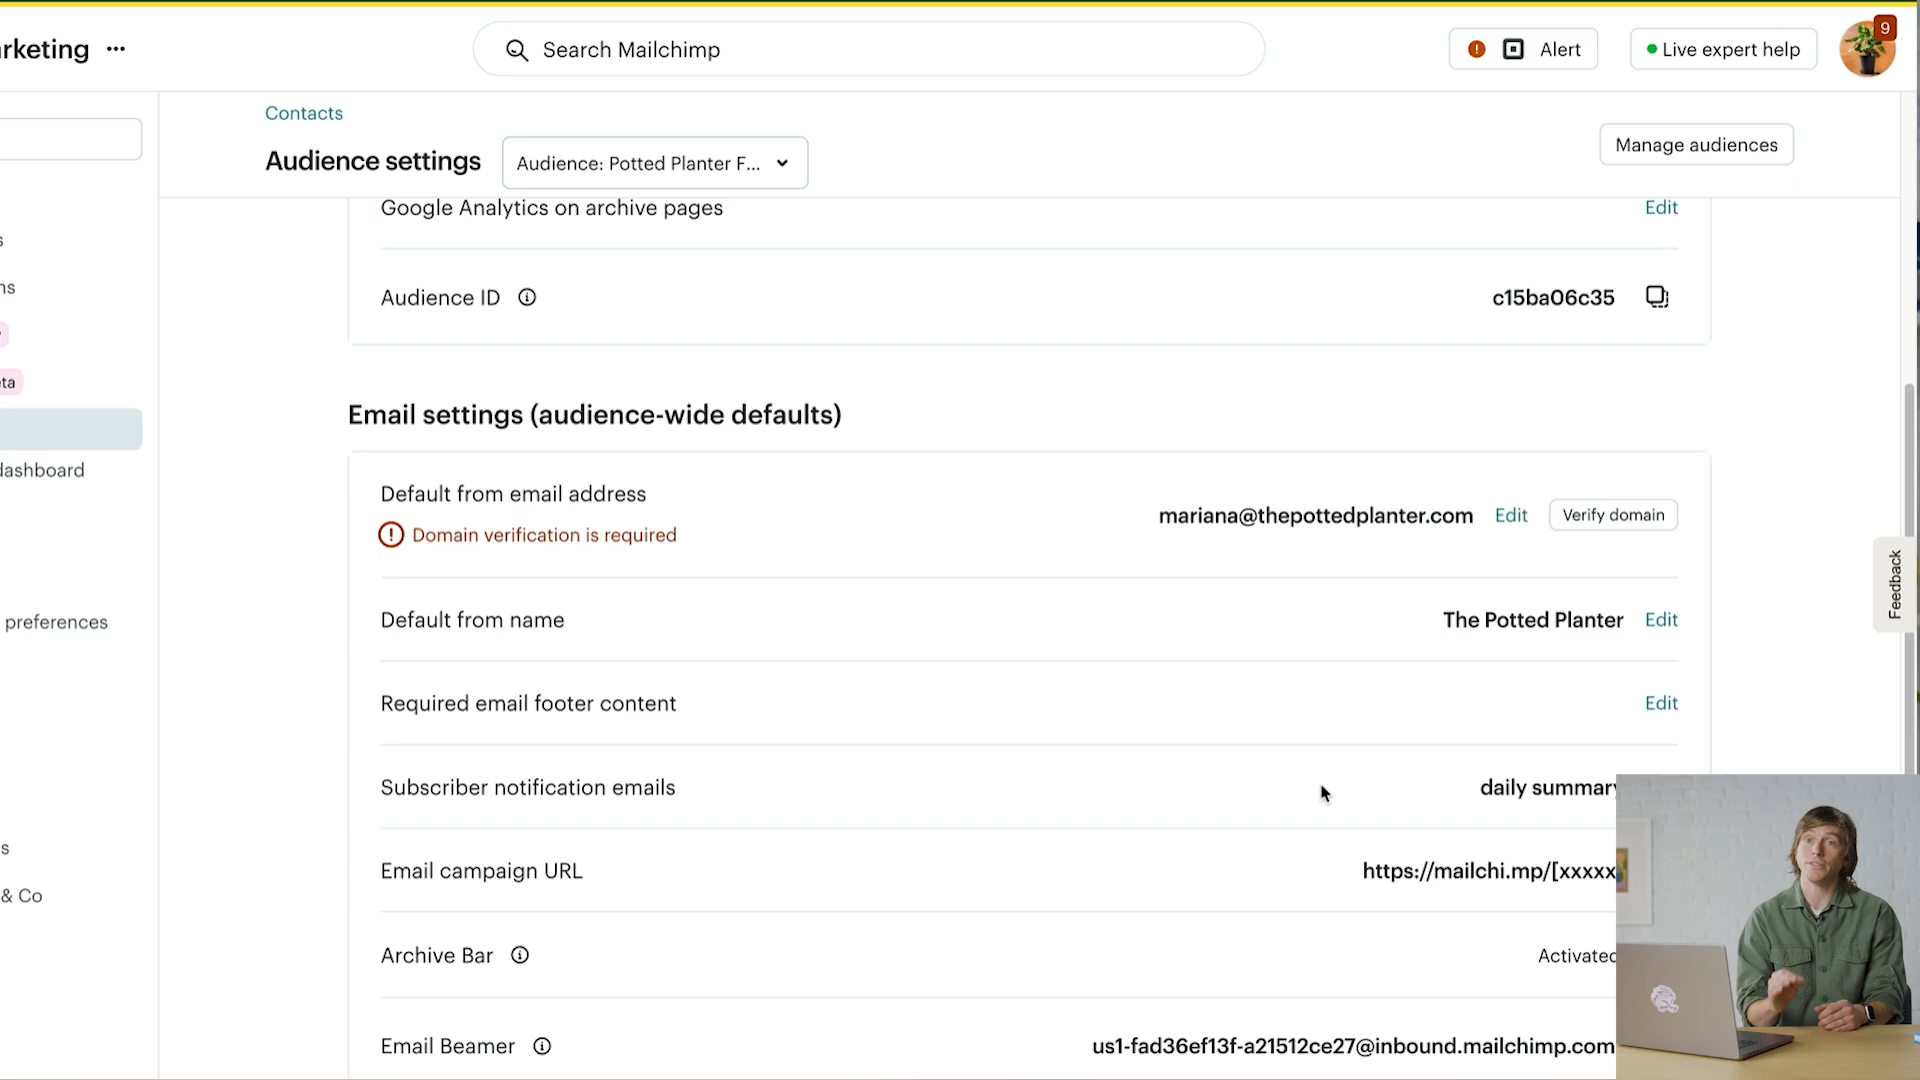 rketing ...
Search Mailchimp
Alert
Live expert help
9
Contacts
Audience settings
Audience: Potted Planter F...
Manage audiences
Google Analytics on archive pages
Edit
s
ns
eta
dashboard
preferences
s
& Co
Audience ID
c15ba06c35
Email settings (audience-wide defaults)
Default from email address
Domain verification is required
mariana@thepottedplanter.com
Edit
Verify domain
Feedback
Default from name
The Potted Planter
Edit
Required email footer content
Edit
Subscriber notification emails
daily summary
Email campaign URL
https://mailchi.mp/[xxxxx
Archive Bar
Activated
Email Beamer
us1-fad36ef13f-a21512ce27@inbound.mailchimp.com